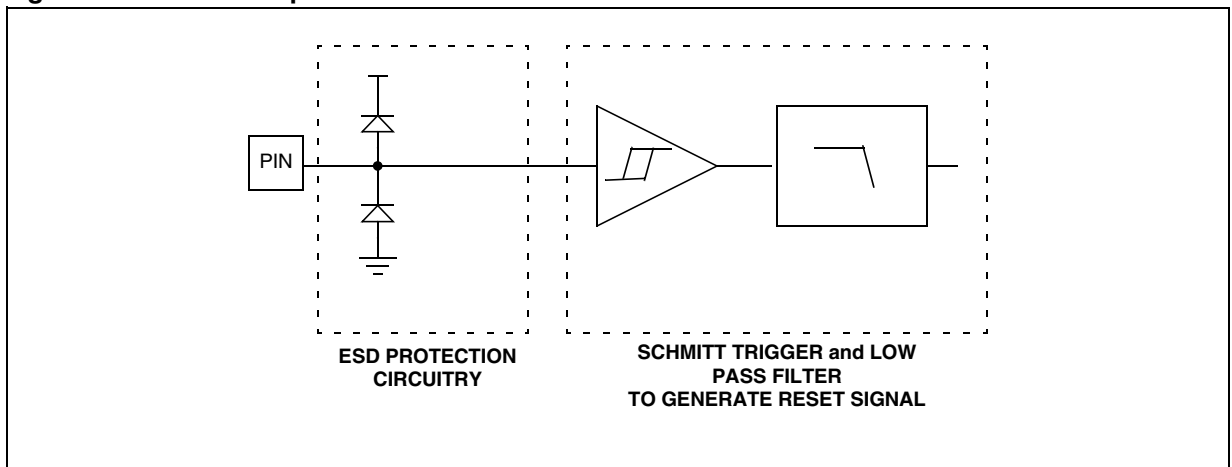 PIN
ESD PROTECTION
CIRCUITRY
SCHMITT TRIGGER and LOW
PASS FILTER
TO GENERATE RESET SIGNAL